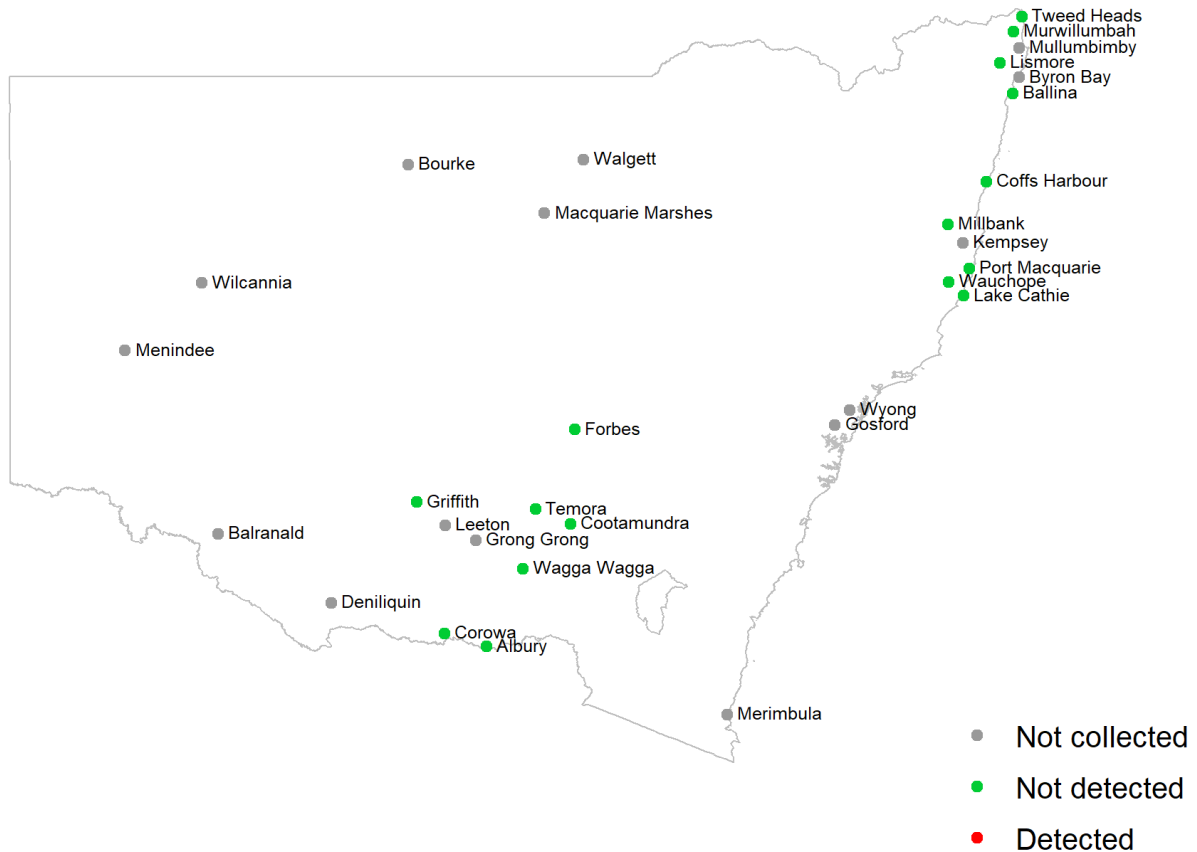 Tweed Heads
Murwillumbah
Mullumbimby
Lismore
Byron Bay
Ballina
Bourke
Walgett
Coffs Harbour
Macquarie Marshes
Millbank
Kempsey
Port Macquarie
Wilcannia
Wauchope
Lake Cathie
Menindee
Wyong
Gosford
Forbes
Griffith
Temora
Leeton
Cootamundra
Balranald
Grong Grong
Wagga Wagga
Deniliquin
Corowa
Albury
Merimbula
Not collected
Not detected
Detected